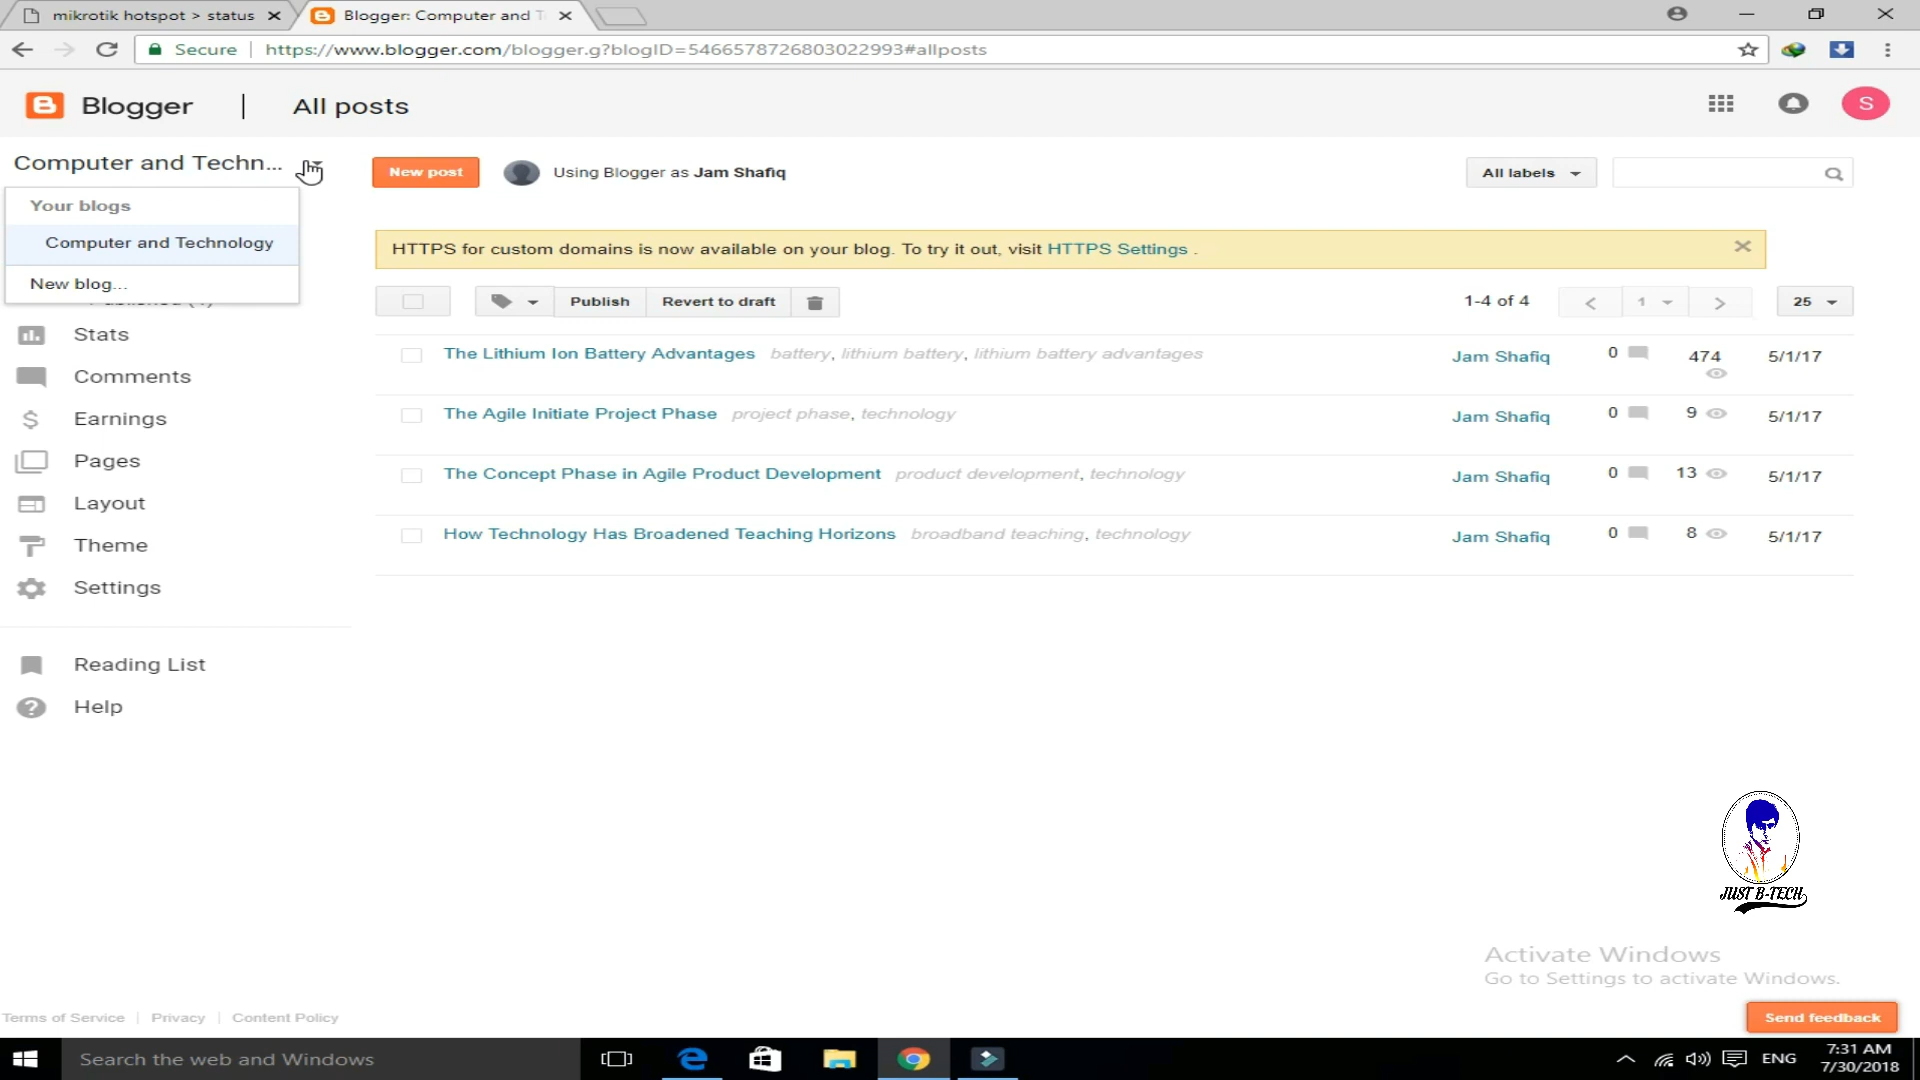 mikrotik hotspot > status
Blogger: Computer and T
Secure https://www.blogger.com/blogger.g?blogID=5466578726803022993#allposts
Blogger | All posts
S
Computer and Techn...
New post
Using Blogger as Jam Shafiq
All labels
Your blogs
Computer and Technology
New blog...
HTTPS for custom domains is now available on your blog. To try it out, visit HTTPS Settings .
Publish
Revert to draft
1-4 of 4
1
25
Stats
Comments
Earnings
Pages
Layout
Theme
Settings
Reading List
Help
The Lithium Ion Battery Advantages battery, lithium battery, lithium battery advantages Jam Shafiq 0 474 5/1/17
The Agile Initiate Project Phase project phase, technology Jam Shafiq 0 9 5/1/17
The Concept Phase in Agile Product Development product development, technology Jam Shafiq 0 13 5/1/17
How Technology Has Broadened Teaching Horizons broadband teaching, technology Jam Shafiq 0 8 5/1/17
JUST B-TECH
Activate Windows
Go to Settings to activate Windows.
Terms of Service | Privacy | Content Policy
Send feedback
Search the web and Windows
ENG
7:31 AM
7/30/2018